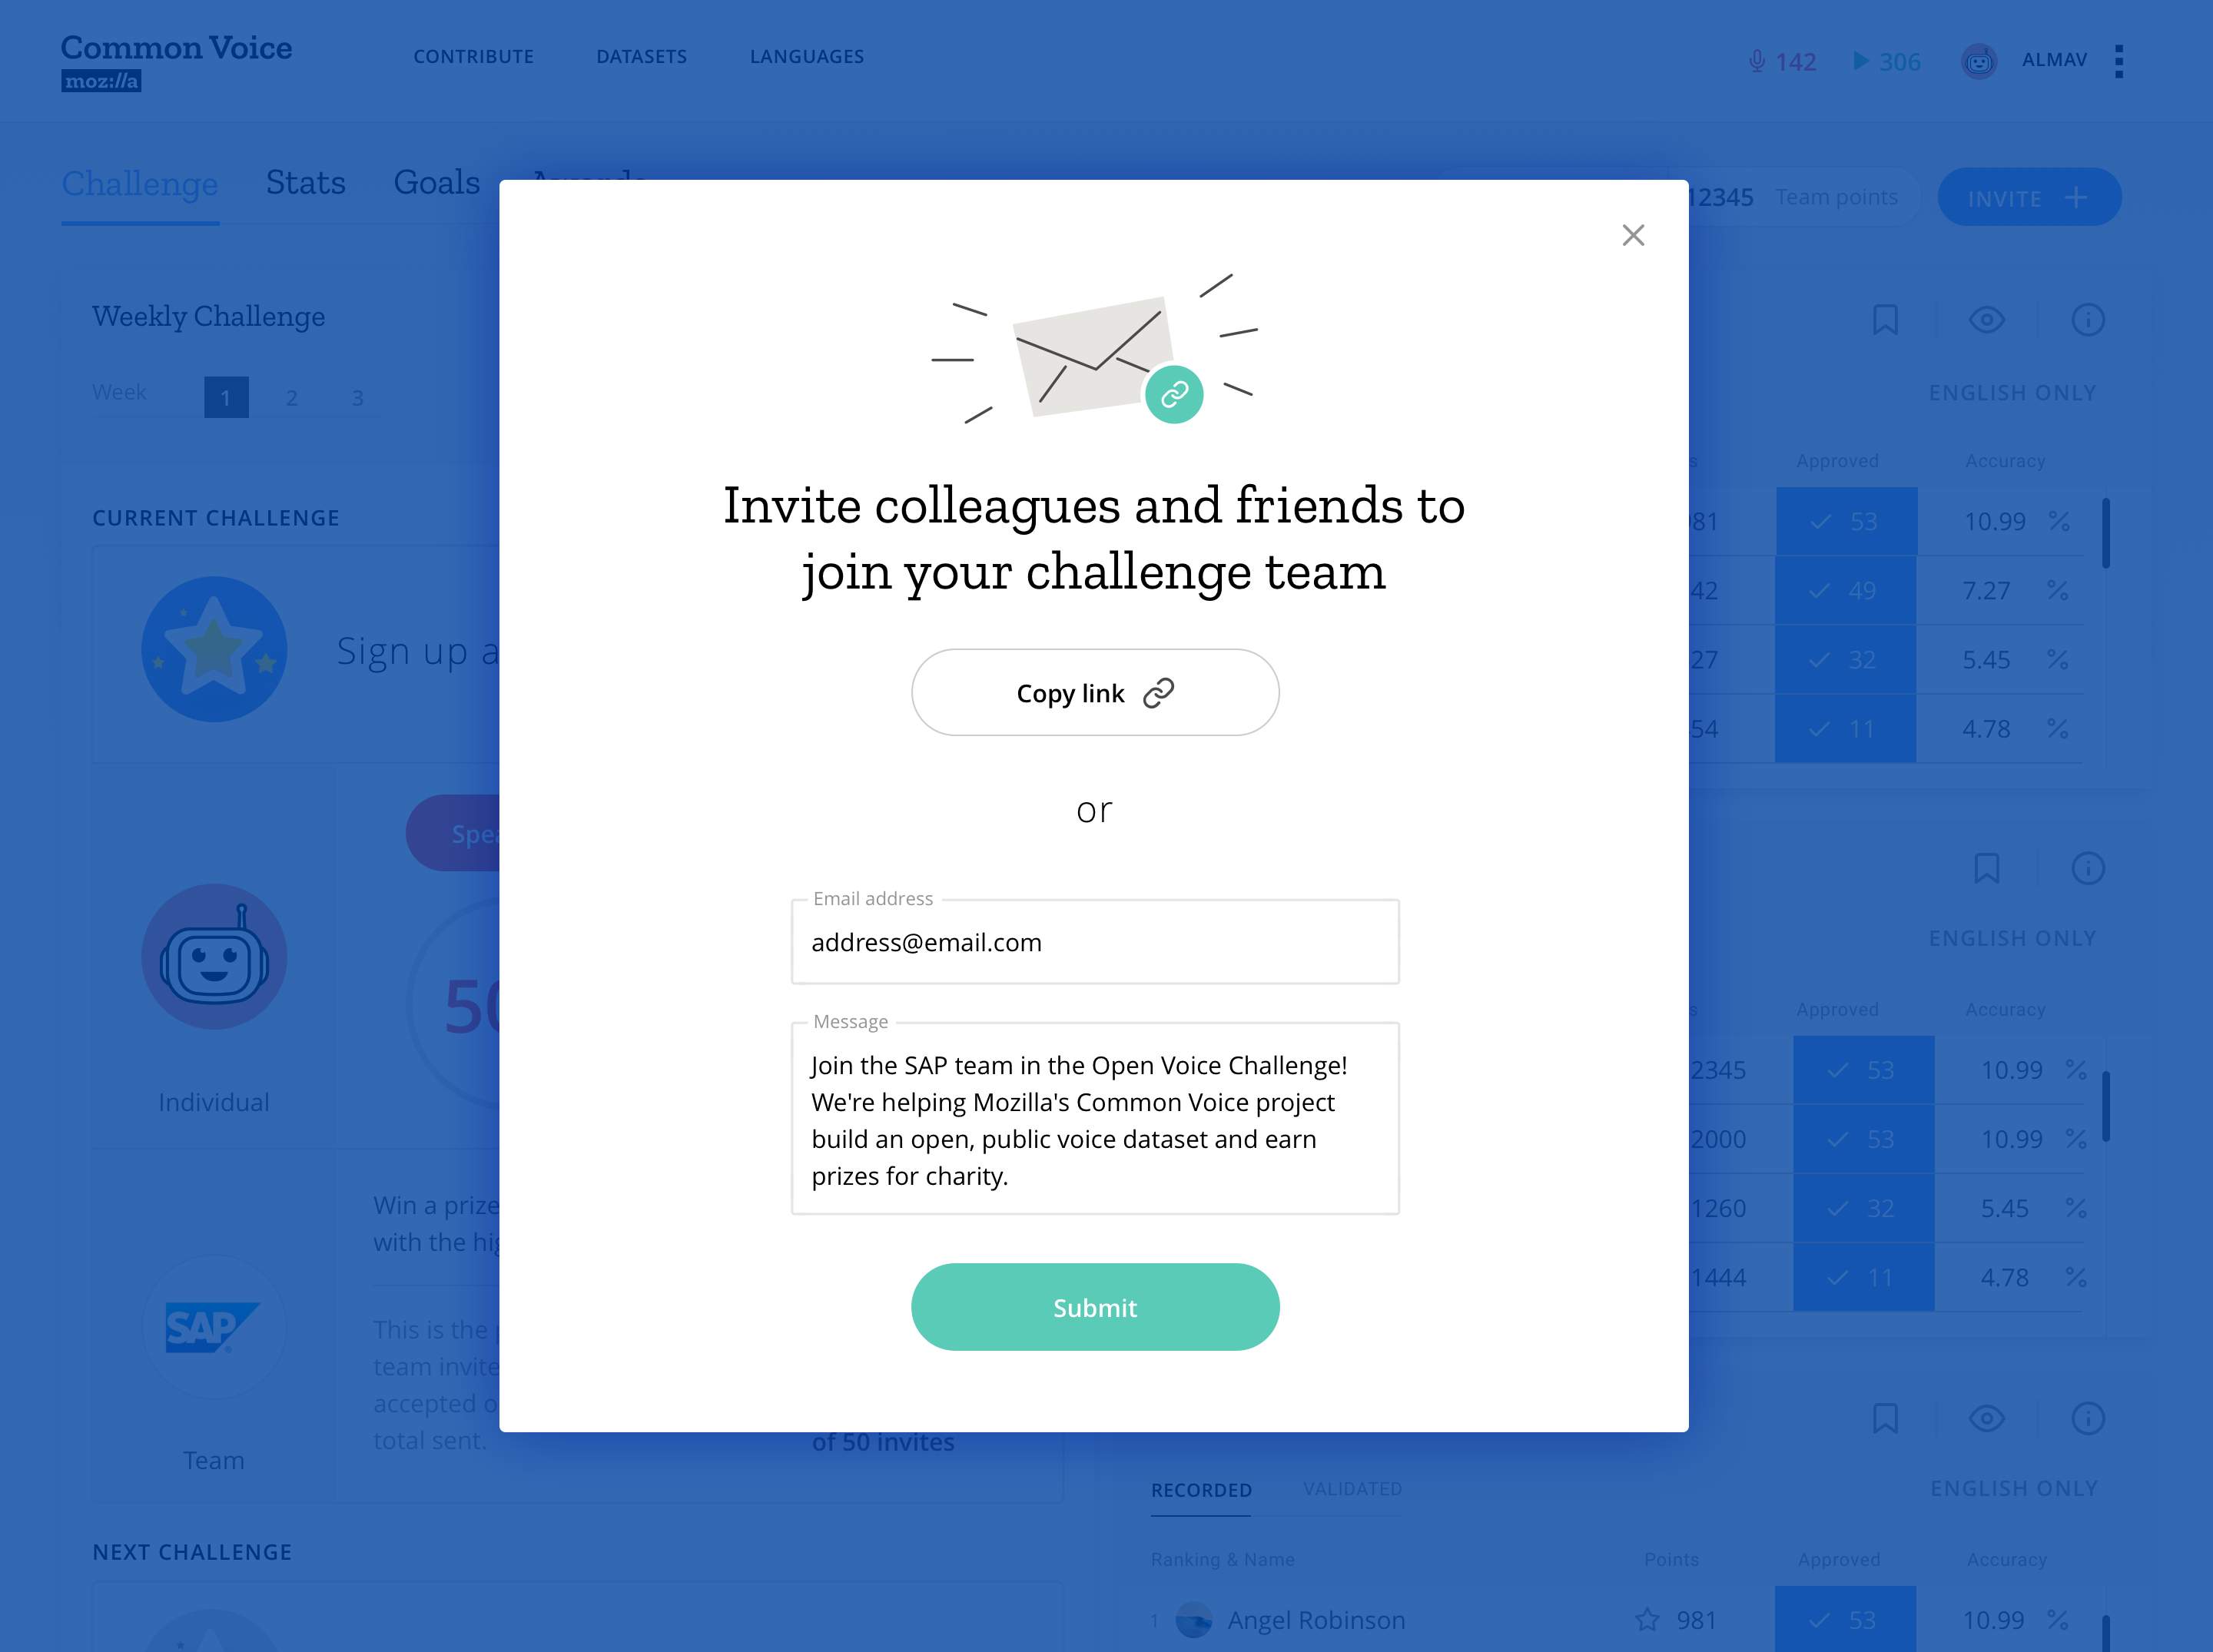 Common Voice
moz://a
CONTRIBUTE
DATASETS
LANGUAGES
142
306
ALMAV
Challenge
Stats
Goals
12345 Team points
INVITE
Weekly Challenge
Week 1 2 3
CURRENT CHALLENGE
Sign up a
Spea
50
Individual
Win a prize
with the hig
This is the
team invite
accepted o
total sent.
of 50 invites
SAP
Team
NEXT CHALLENGE
Invite colleagues and friends to
join your challenge team
Copy link
or
Email address
address@email.com
Message
Join the SAP team in the Open Voice Challenge!
We're helping Mozilla's Common Voice project
build an open, public voice dataset and earn
prizes for charity.
Submit
ENGLISH ONLY
s Approved Accuracy
981 53 10.99 %
42 49 7.27 %
27 32 5.45 %
54 11 4.78 %
ENGLISH ONLY
s Approved Accuracy
2345 53 10.99 %
2000 53 10.99 %
1260 32 5.45 %
1444 11 4.78 %
RECORDED VALIDATED ENGLISH ONLY
Ranking & Name Points Approved Accuracy
1 Angel Robinson 981 53 10.99 %